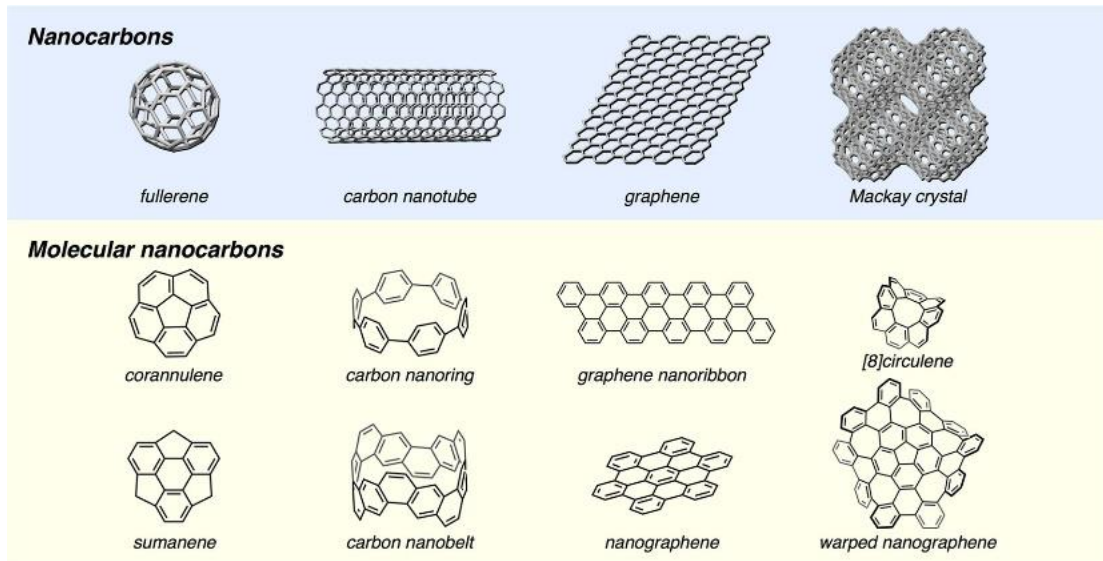 Nanocarbons
fullerene
carbon nanotube
graphene
Mackay crystal
Molecular nanocarbons
corannulene
carbon nanoring
graphene nanoribbon
[8]circulene
sumanene
carbon nanobelt
nanographene
warped nanographene